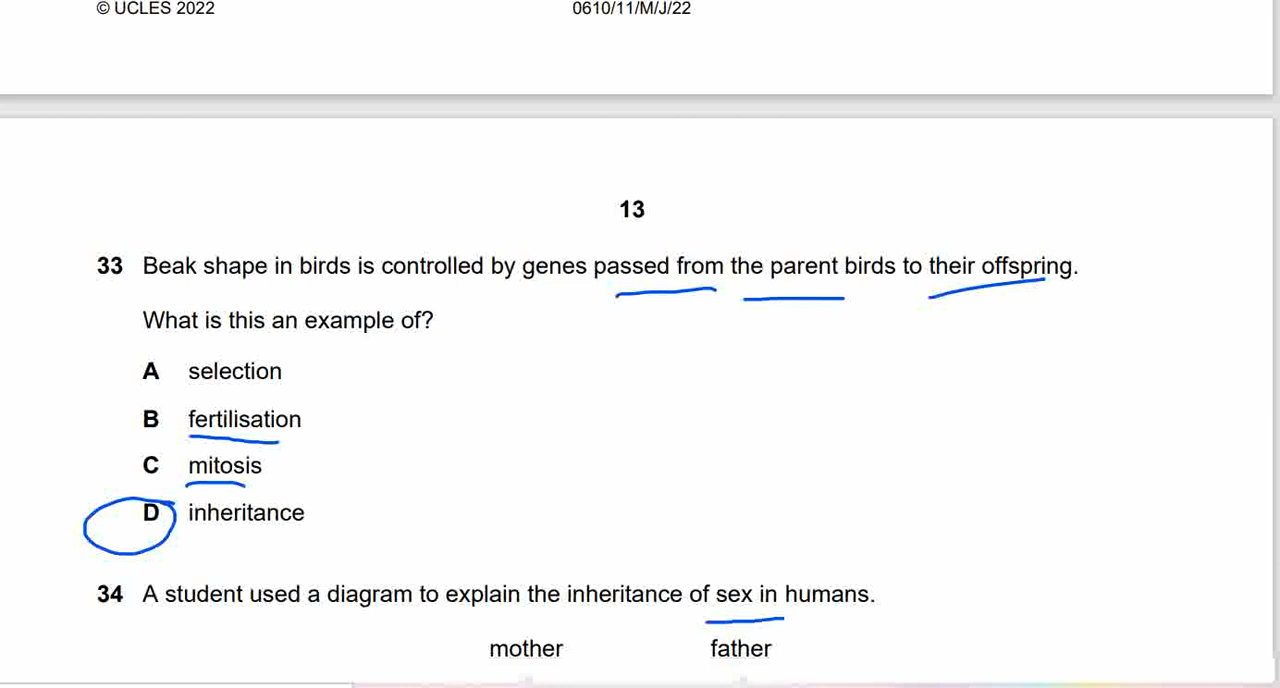 © UCLES 2022 0610/11/M/J/22
13
33 Beak shape in birds is controlled by genes passed from the parent birds to their offspring.
What is this an example of?
A selection
B fertilisation
C mitosis
D inheritance
34 A student used a diagram to explain the inheritance of sex in humans.
mother father